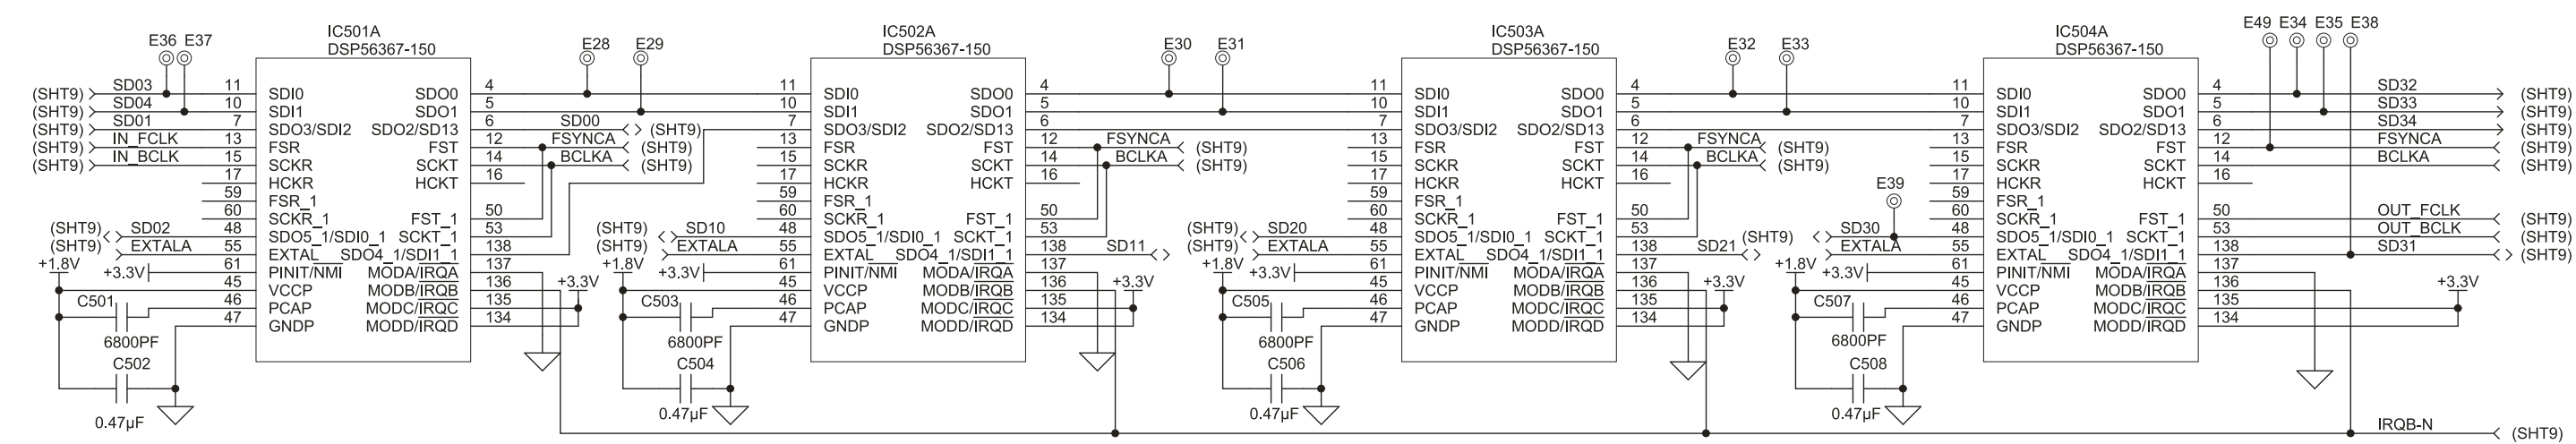 IC501A
DSP56367-150
E36 E37
(SHT9) SD03 11 SDI0 SDO0 4
(SHT9) SD04 10 SDI1 SDO1 5
(SHT9) SD01 7 SDO3/SDI2 SDO2/SD13 6 SD00 (SHT9)
(SHT9) IN_FCLK 13 FSR FST 12 FSYNCA (SHT9)
(SHT9) IN_BCLK 15 SCKR SCKT 14 BCLKA (SHT9)
17 HCKR HCKT 16
59 FSR_1
60 SCKR_1 FST_1 50
(SHT9) SD02 48 SDO5_1/SDI0_1 SCKT_1 53
(SHT9) EXTALA 55 EXTAL SDO4_1/SDI1_1 138
+1.8V +3.3V 61 PINIT/NMI MODA/IRQA 137
45 VCCP MODB/IRQB 136 +3.3V
C501 46 PCAP MODC/IRQC 135
47 GNDP MODD/IRQD 134
6800PF
C502
0.47µF
E28 E29
IC502A
DSP56367-150
11 SDI0 SDO0 4
10 SDI1 SDO1 5
7 SDO3/SDI2 SDO2/SD13 6
13 FSR FST 12 FSYNCA (SHT9)
15 SCKR SCKT 14 BCLKA (SHT9)
17 HCKR HCKT 16
59 FSR_1
60 SCKR_1 FST_1 50
(SHT9) SD10 48 SDO5_1/SDI0_1 SCKT_1 53
(SHT9) EXTALA 55 EXTAL SDO4_1/SDI1_1 138 SD11
+1.8V +3.3V 61 PINIT/NMI MODA/IRQA 137
45 VCCP MODB/IRQB 136 +3.3V
C503 46 PCAP MODC/IRQC 135
47 GNDP MODD/IRQD 134
6800PF
C504
0.47µF
E30 E31
IC503A
DSP56367-150
11 SDI0 SDO0 4
10 SDI1 SDO1 5
7 SDO3/SDI2 SDO2/SD13 6
13 FSR FST 12 FSYNCA (SHT9)
15 SCKR SCKT 14 BCLKA (SHT9)
17 HCKR HCKT 16
59 FSR_1
60 SCKR_1 FST_1 50
(SHT9) SD20 48 SDO5_1/SDI0_1 SCKT_1 53
(SHT9) EXTALA 55 EXTAL SDO4_1/SDI1_1 138 SD21
+1.8V +3.3V 61 PINIT/NMI MODA/IRQA 137
45 VCCP MODB/IRQB 136 +3.3V
C505 46 PCAP MODC/IRQC 135
47 GNDP MODD/IRQD 134
6800PF
C506
0.47µF
E32 E33
IC504A
DSP56367-150
E49 E34 E35 E38
11 SDI0 SDO0 4 SD32 (SHT9)
10 SDI1 SDO1 5 SD33 (SHT9)
7 SDO3/SDI2 SDO2/SD13 6 SD34 (SHT9)
13 FSR FST 12 FSYNCA (SHT9)
15 SCKR SCKT 14 BCLKA (SHT9)
17 HCKR HCKT 16
E39 59 FSR_1
60 SCKR_1 FST_1 50 OUT_FCLK (SHT9)
(SHT9) SD30 48 SDO5_1/SDI0_1 SCKT_1 53 OUT_BCLK (SHT9)
EXTALA 55 EXTAL SDO4_1/SDI1_1 138 SD31 (SHT9)
+1.8V +3.3V 61 PINIT/NMI MODA/IRQA 137
45 VCCP MODB/IRQB 136 +3.3V
C507 46 PCAP MODC/IRQC 135
47 GNDP MODD/IRQD 134
6800PF
C508
0.47µF
IRQB-N (SHT9)